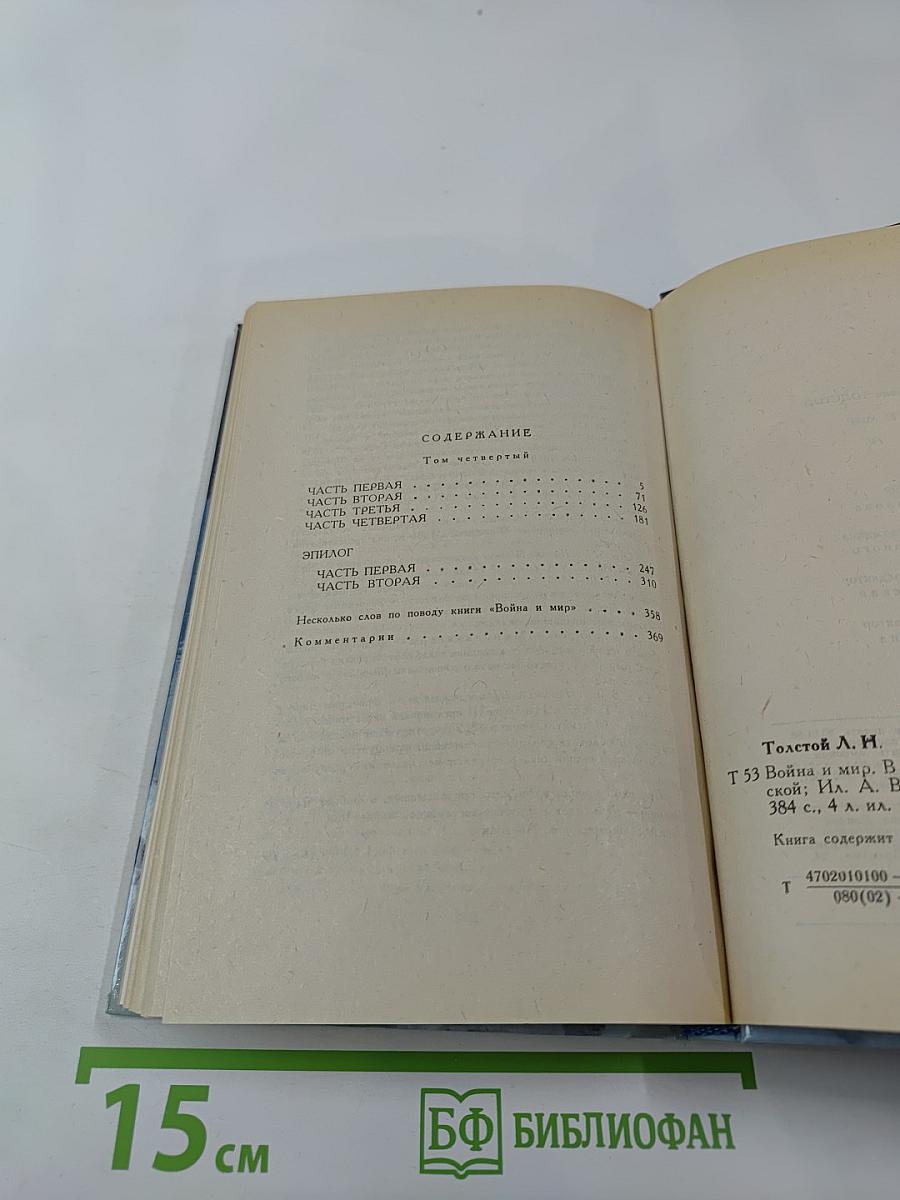 СОДЕРЖАНИЕ
Том четвертый
ЧАСТЬ ПЕРВАЯ . . . . . . . . . . . . . . . 5
ЧАСТЬ ВТОРАЯ . . . . . . . . . . . . . . . 71
ЧАСТЬ ТРЕТЬЯ . . . . . . . . . . . . . . . 126
ЧАСТЬ ЧЕТВЕРТАЯ . . . . . . . . . . . . . 181
ЭПИЛОГ
ЧАСТЬ ПЕРВАЯ . . . . . . . . . . . . . . 247
ЧАСТЬ ВТОРАЯ . . . . . . . . . . . . . . 310
Несколько слов по поводу книги «Война и мир» . . . . 358
Комментарии . . . . . . . . . . . . . . . . 369
Толстой Л. Н.
Т 53 Война и мир. В
ской; Ил. А. В
384 с., 4 л. ил.
Книга содержит
Т 4702010100 —
080(02) -
15 см
БФ БИБЛИОФАН